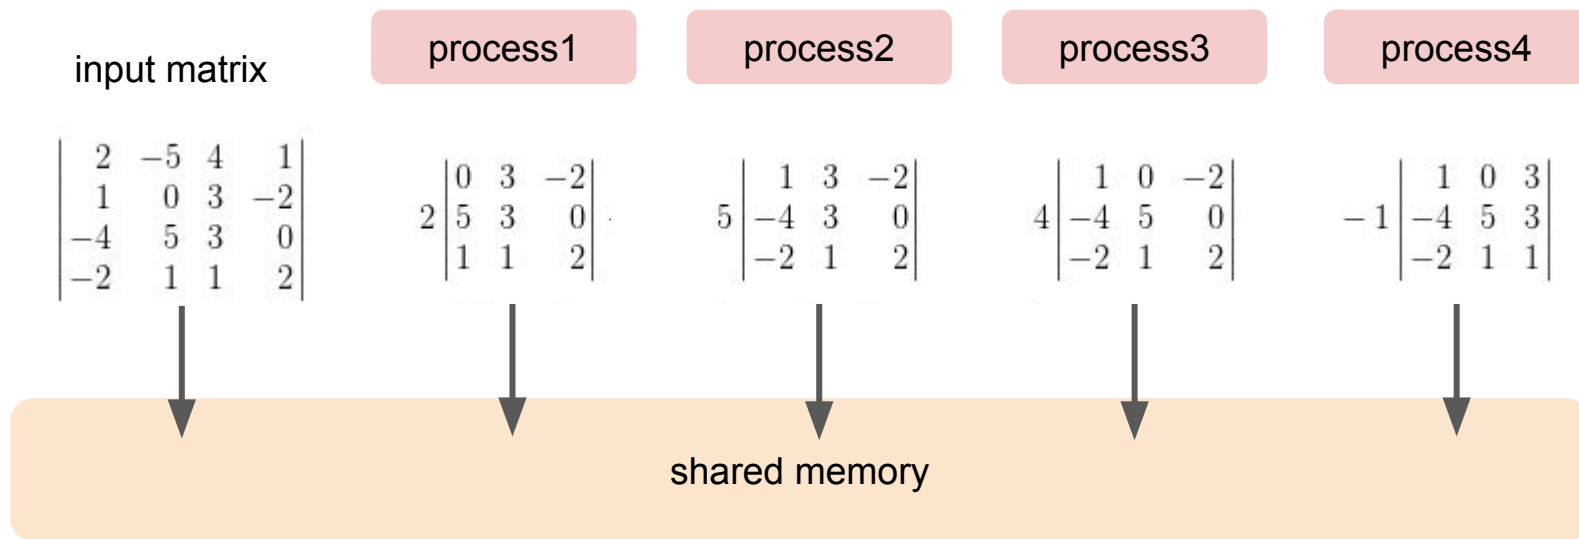 input matrix
process1
process2
process3
process4
2 −5 4 1
1 0 3 −2
−4 5 3 0
−2 1 1 2
0 3 −2
2 5 3 0
1 1 2
1 3 −2
5 −4 3 0
−2 1 2
1 0 −2
4 −4 5 0
−2 1 2
1 0 3
− 1 −4 5 3
−2 1 1
shared memory